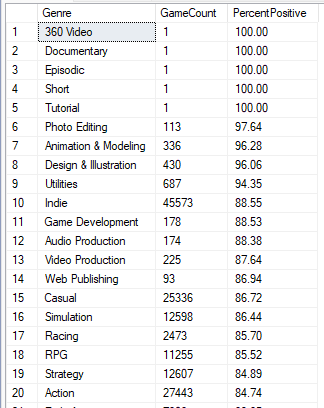 Genre GameCount PercentPositive
1 360 Video 1 100.00
2 Documentary 1 100.00
3 Episodic 1 100.00
4 Short 1 100.00
5 Tutorial 1 100.00
6 Photo Editing 113 97.64
7 Animation & Modeling 336 96.28
8 Design & Illustration 430 96.06
9 Utilities 687 94.35
10 Indie 45573 88.55
11 Game Development 178 88.53
12 Audio Production 174 88.38
13 Video Production 225 87.64
14 Web Publishing 93 86.94
15 Casual 25336 86.72
16 Simulation 12598 86.44
17 Racing 2473 85.70
18 RPG 11255 85.52
19 Strategy 12607 84.89
20 Action 27443 84.74